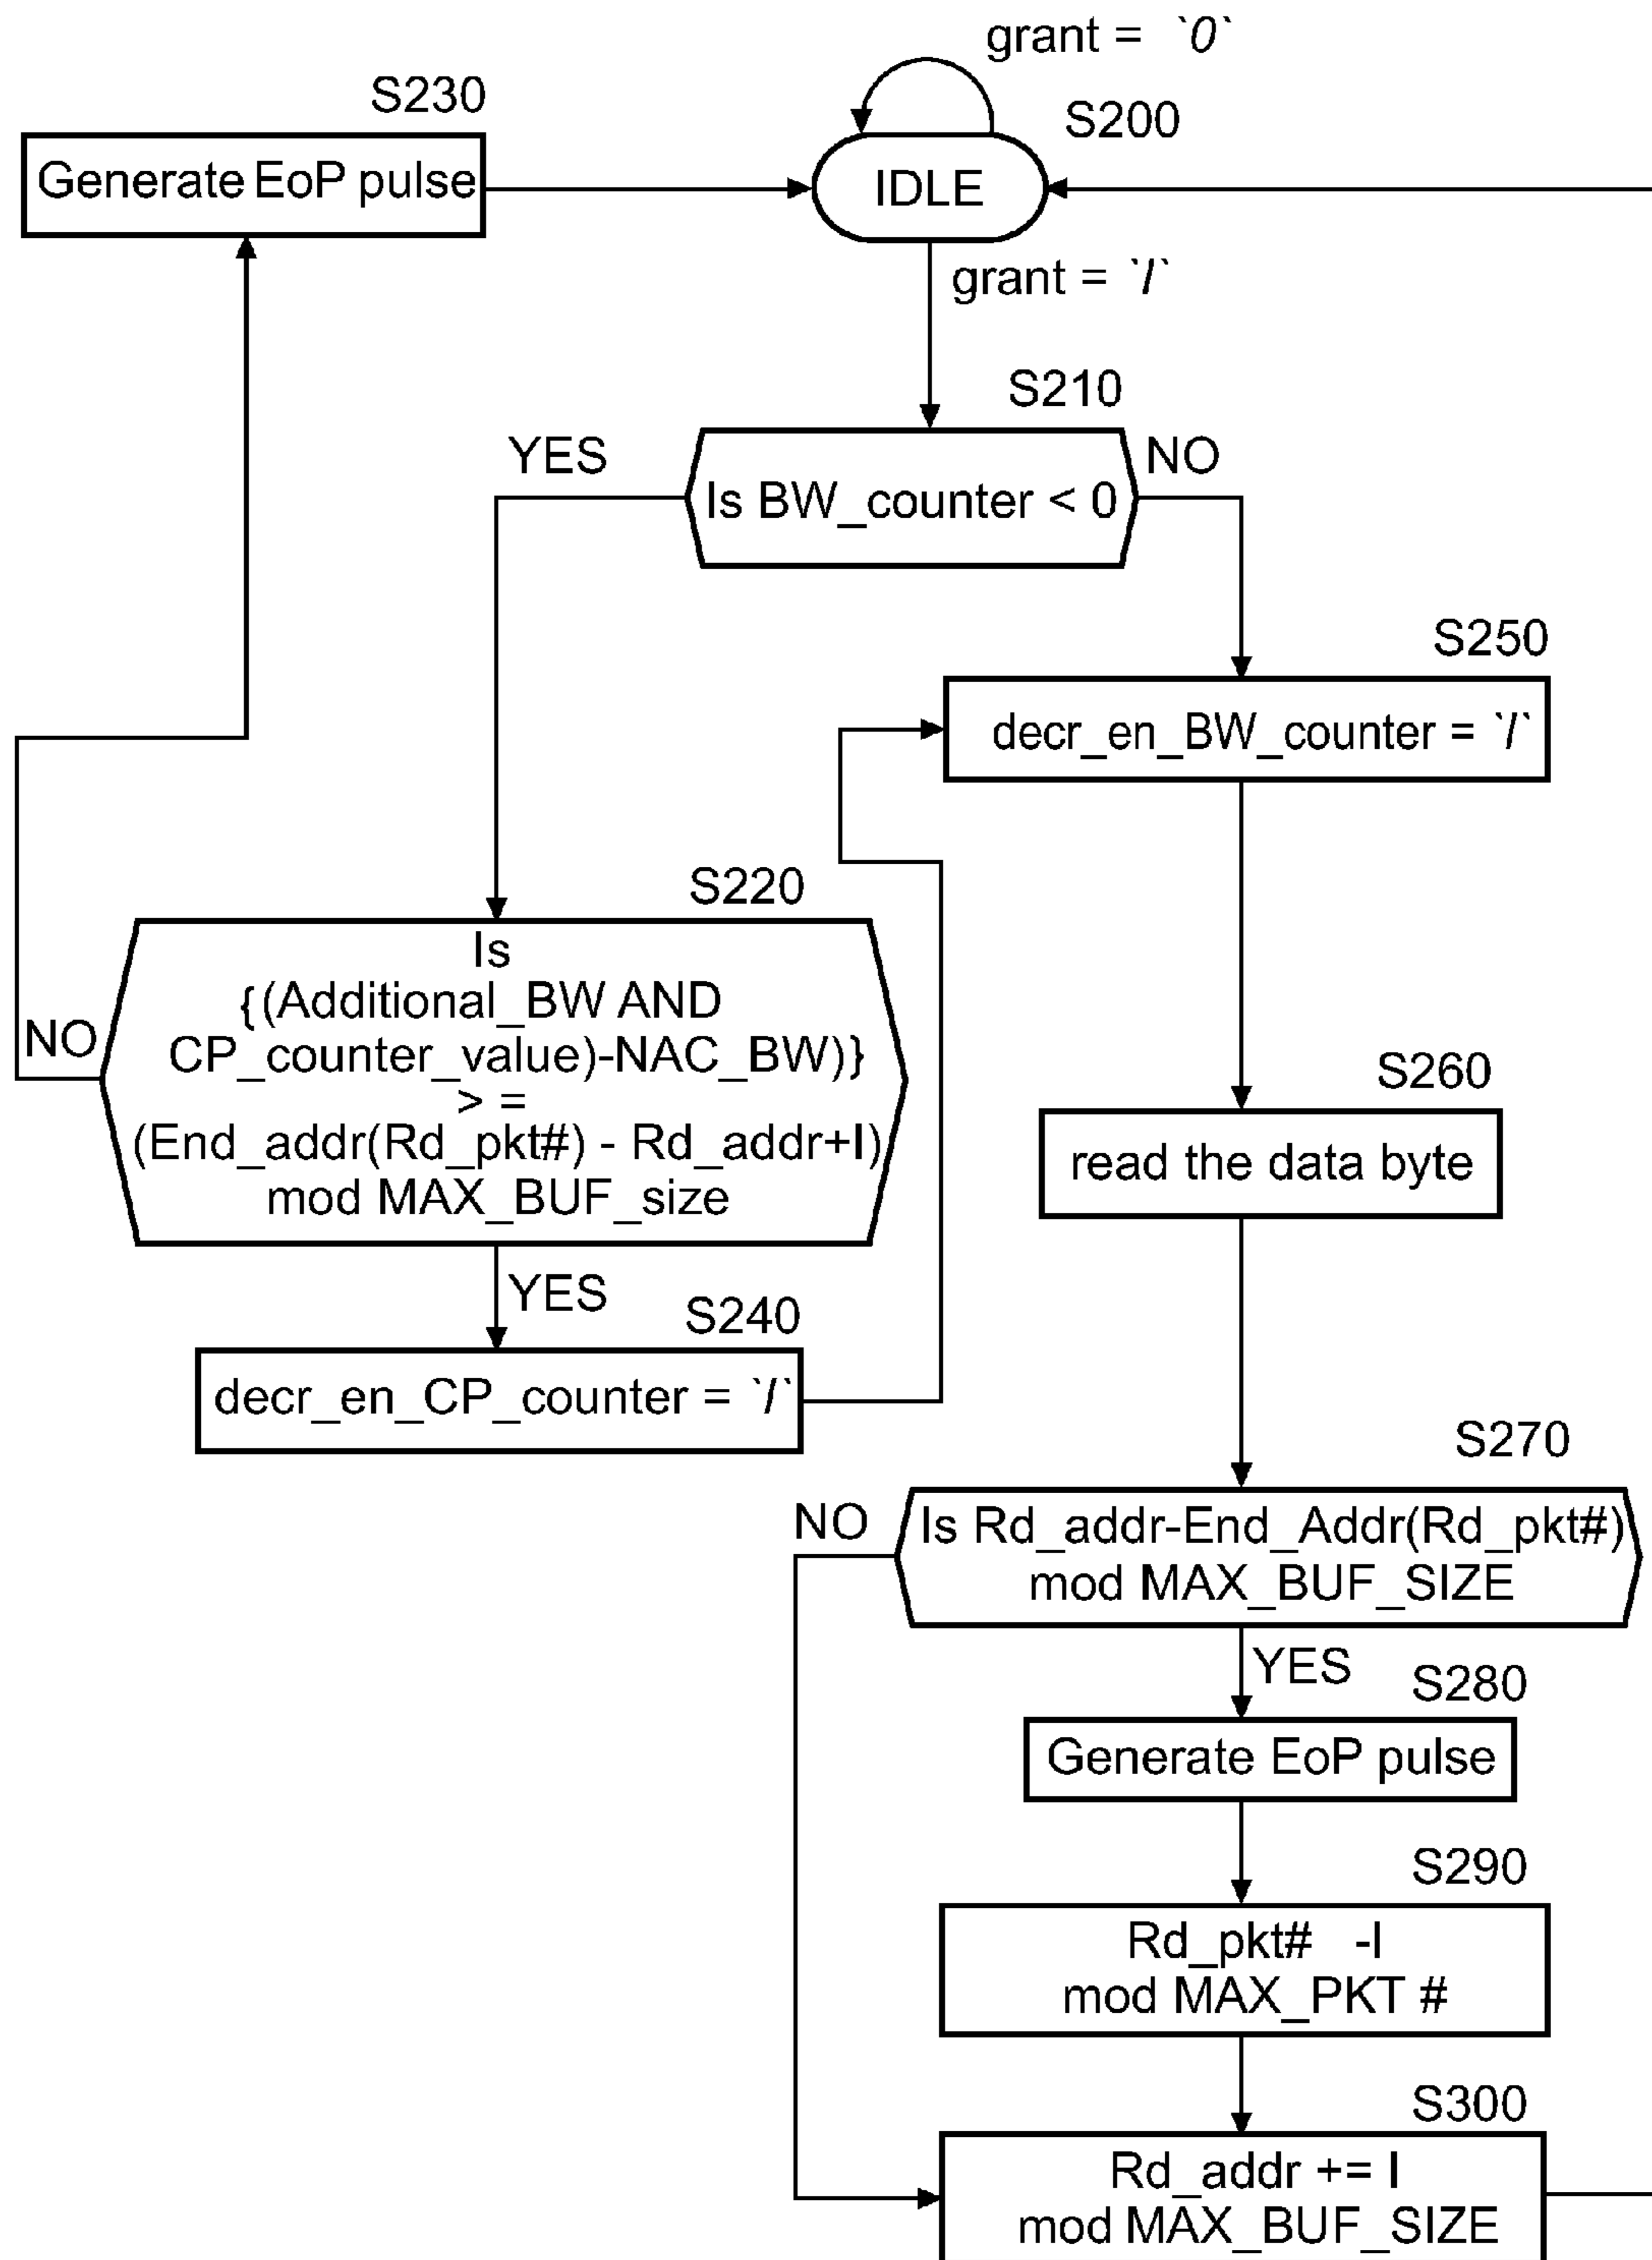 grant = `0`
S230
S200
Generate EoP pulse
IDLE
grant = `I`
S210
YES
NO
Is BW_counter < 0
S250
decr_en_BW_counter = `I`
S220
Is
{(Additional_BW AND
CP_counter_value)-NAC_BW)}
> =
(End_addr(Rd_pkt#) - Rd_addr+I)
mod MAX_BUF_size
NO
S260
read the data byte
YES
S240
decr_en_CP_counter = `I`
S270
NO
Is Rd_addr-End_Addr(Rd_pkt#)
mod MAX_BUF_SIZE
YES
S280
Generate EoP pulse
S290
Rd_pkt# -I
mod MAX_PKT #
S300
Rd_addr += I
mod MAX_BUF_SIZE